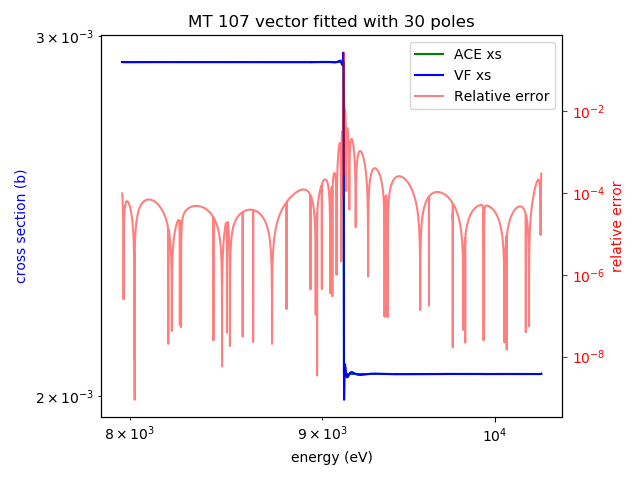 MT 107 vector fitted with 30 poles
ACE xs
VF xs
Relative error
3 × 10⁻³
2 × 10⁻³
cross section (b)
10⁻²
10⁻⁴
10⁻⁶
10⁻⁸
relative error
8 × 10³
9 × 10³
10⁴
energy (eV)